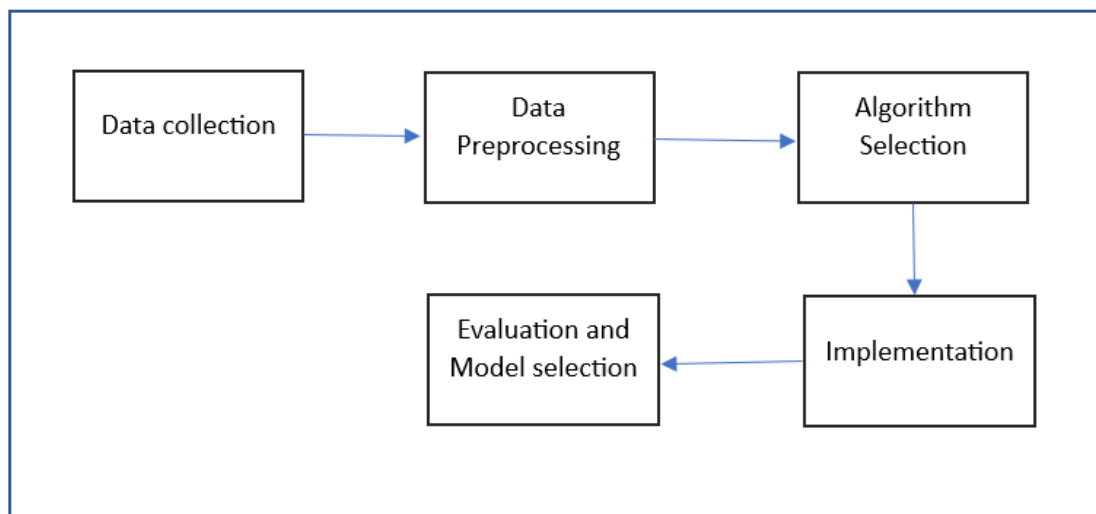 Data collection
Data
Preprocessing
Algorithm
Selection
Implementation
Evaluation and
Model selection